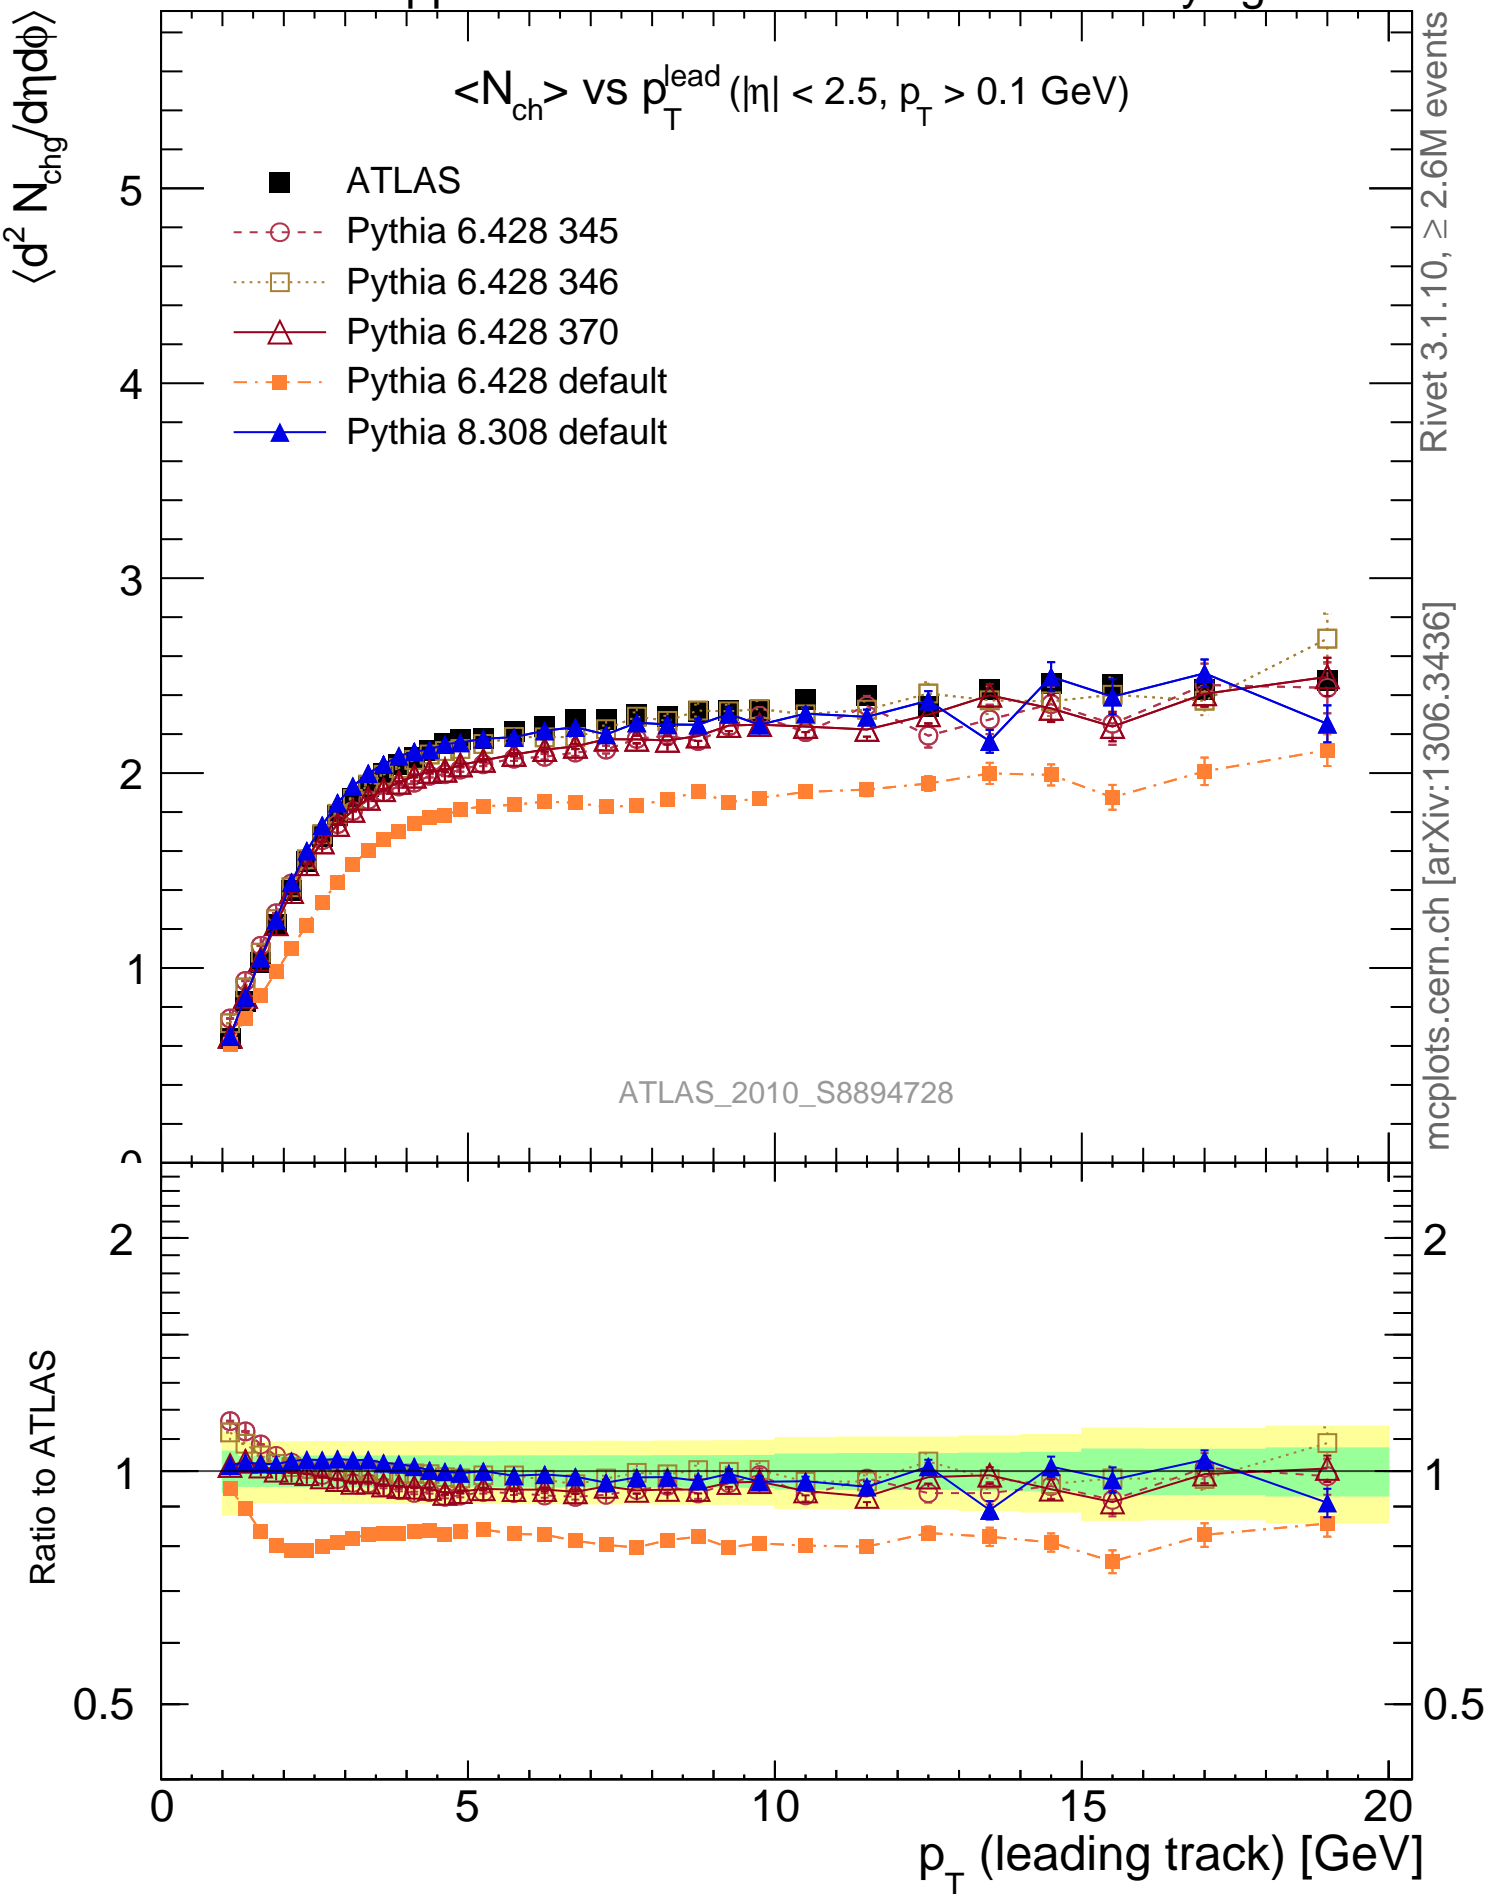 <N_ch> vs p_T^lead (|η| < 2.5, p_T > 0.1 GeV)
⟨d² N_chg/dηdϕ⟩
ATLAS
Pythia 6.428 345
Pythia 6.428 346
Pythia 6.428 370
Pythia 6.428 default
Pythia 8.308 default
5
4
3
2
1
ATLAS_2010_S8894728
Rivet 3.1.10, ≥ 2.6M events
mcplots.cern.ch [arXiv:1306.3436]
Ratio to ATLAS
2
1
0.5
2
1
0.5
0
5
10
15
20
p_T (leading track) [GeV]